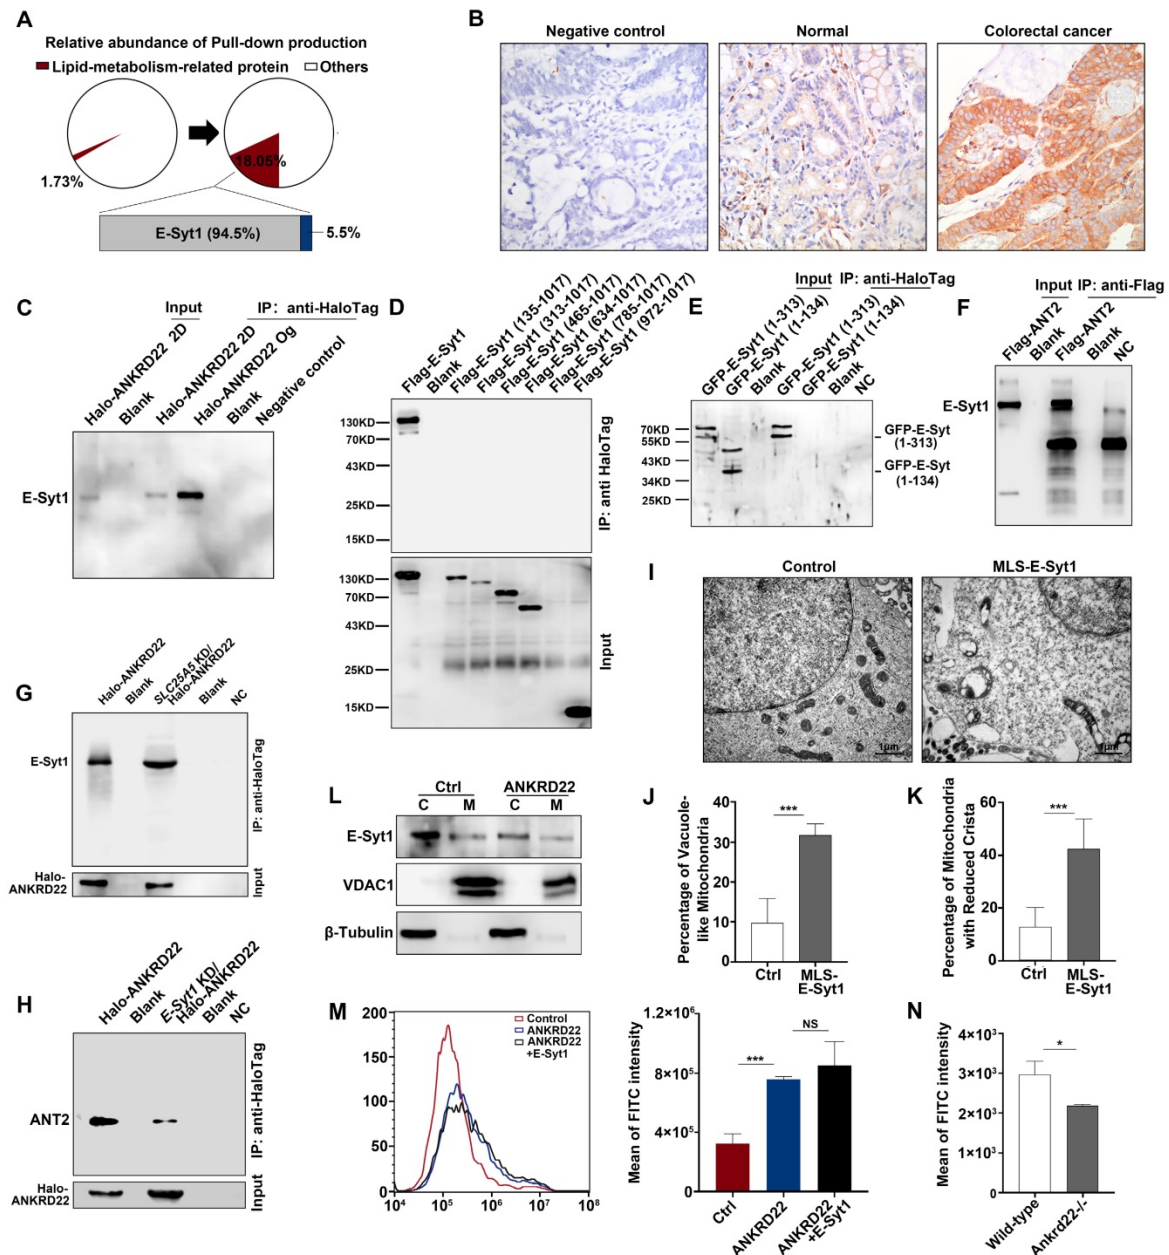 A
Relative abundance of Pull-down production
Lipid-metabolism-related protein Others
1.73%
18.05%
E-Syt1 (94.5%)
5.5%
B
Negative control
Normal
Colorectal cancer
C
Input
IP: anti-HaloTag
Halo-ANKRD22 2D
Blank
Halo-ANKRD22 2D
Halo-ANKRD22 Og
Blank
Negative control
E-Syt1
D
Flag-E-Syt1
Blank
Flag-E-Syt1 (135-1017)
Flag-E-Syt1 (313-1017)
Flag-E-Syt1 (465-1017)
Flag-E-Syt1 (634-1017)
Flag-E-Syt1 (785-1017)
Flag-E-Syt1 (972-1017)
130KD
70KD
43KD
25KD
15KD
IP: anti HaloTag
130KD
70KD
43KD
25KD
15KD
Input
E
Input
IP: anti-HaloTag
GFP-E-Syt1 (1-313)
GFP-E-Syt1 (1-134)
Blank
GFP-E-Syt1 (1-313)
GFP-E-Syt1 (1-134)
Blank
NC
70KD
55KD
43KD
34KD
25KD
GFP-E-Syt
(1-313)
GFP-E-Syt
(1-134)
F
Input
IP: anti-Flag
Flag-ANT2
Blank
Flag-ANT2
Blank
NC
E-Syt1
G
Halo-ANKRD22
Blank
SLC25A5 KD/
Halo-ANKRD22
Blank
NC
E-Syt1
IP: anti-HaloTag
Halo-
ANKRD22
Input
H
Halo-ANKRD22
Blank
E-Syt1 KD/
Halo-ANKRD22
Blank
NC
ANT2
IP: anti-HaloTag
Halo-
ANKRD22
Input
I
Control
MLS-E-Syt1
1μm
1μm
J
Percentage of Vacuole-
like Mitochondria
40
30
20
10
0
***
Ctrl
MLS-
E-Syt1
K
Percentage of Mitochondria
with Reduced Crista
60
40
20
0
***
Ctrl
MLS-
E-Syt1
L
Ctrl
ANKRD22
C M C M
E-Syt1
VDAC1
β-Tubulin
M
200
150
100
50
0
10⁴ 10⁵ 10⁶ 10⁷ 10⁸
Control
ANKRD22
ANKRD22
+E-Syt1
Mean of FITC intensity
1.2×10⁶
8×10⁵
4×10⁵
0
***
NS
Ctrl
ANKRD22
ANKRD22
+E-Syt1
N
Mean of FITC intensity
4×10³
3×10³
2×10³
1×10³
0
*
Wild-type
Ankrd22-/-